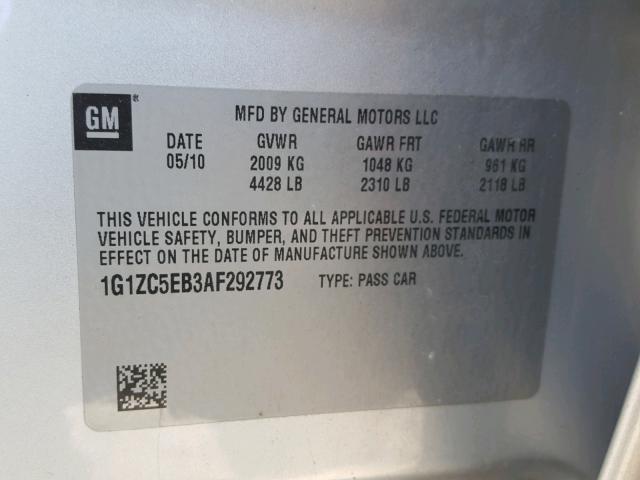 GM®
MFD BY GENERAL MOTORS LLC
DATE GVWR GAWR FRT GAWR RR
05/10 2009 KG 1048 KG 961 KG
4428 LB 2310 LB 2118 LB
THIS VEHICLE CONFORMS TO ALL APPLICABLE U.S. FEDERAL MOTOR
VEHICLE SAFETY, BUMPER, AND THEFT PREVENTION STANDARDS IN
EFFECT ON THE DATE OF MANUFACTURE SHOWN ABOVE.
1G1ZC5EB3AF292773 TYPE: PASS CAR